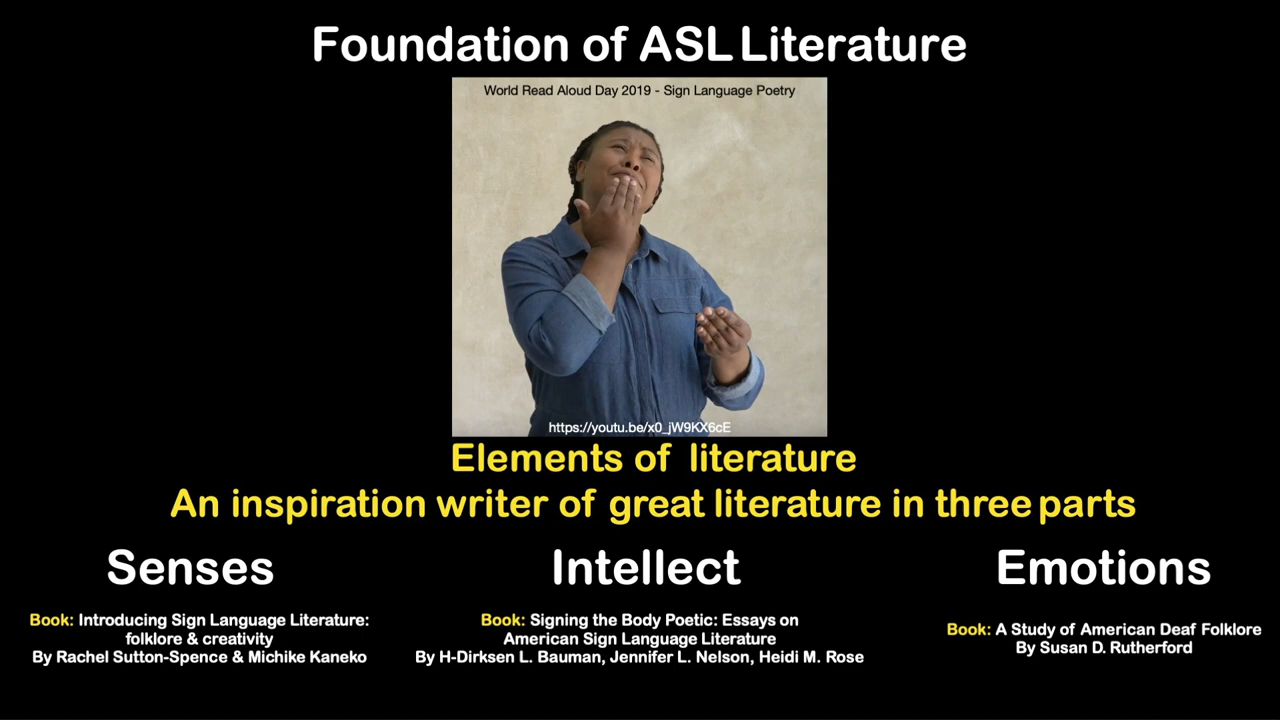 Foundation of ASL Literature
World Read Aloud Day 2019 - Sign Language Poetry
https://youtu.be/x0_jW9KX6cE
Elements of literature
An inspiration writer of great literature in three parts
Senses
Book: Introducing Sign Language Literature:
folklore & creativity
By Rachel Sutton-Spence & Michike Kaneko
Intellect
Book: Signing the Body Poetic: Essays on
American Sign Language Literature
By H-Dirksen L. Bauman, Jennifer L. Nelson, Heidi M. Rose
Emotions
Book: A Study of American Deaf Folklore
By Susan D. Rutherford